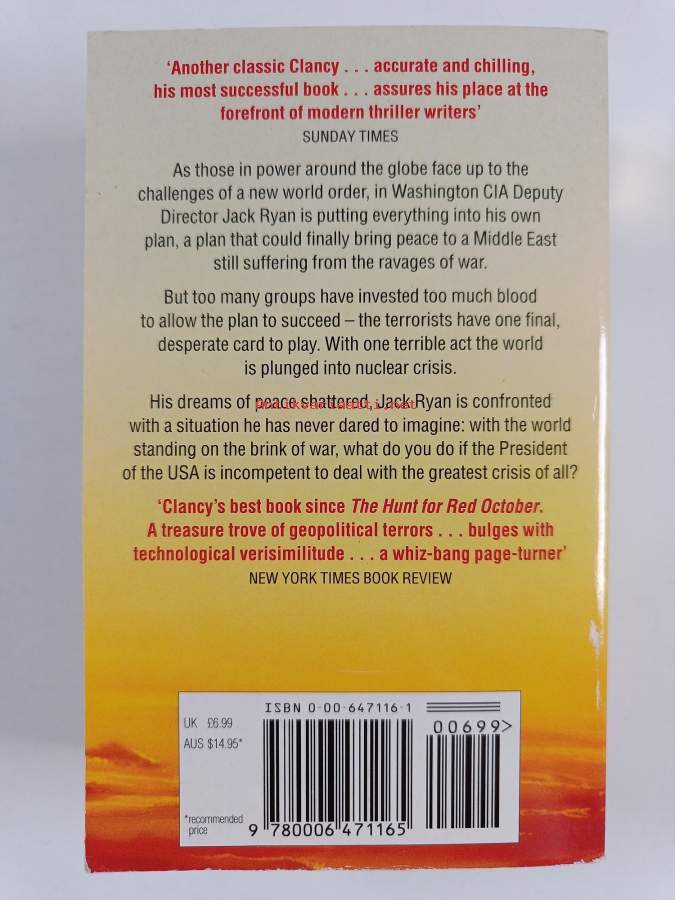 ‘Another classic Clancy . . . accurate and chilling,
his most successful book . . . assures his place at the
forefront of modern thriller writers’
SUNDAY TIMES
As those in power around the globe face up to the
challenges of a new world order, in Washington CIA Deputy
Director Jack Ryan is putting everything into his own
plan, a plan that could finally bring peace to a Middle East
still suffering from the ravages of war.
But too many groups have invested too much blood
to allow the plan to succeed – the terrorists have one final,
desperate card to play. With one terrible act the world
is plunged into nuclear crisis.
His dreams of peace shattered, Jack Ryan is confronted
Antikvariaatti.net
with a situation he has never dared to imagine: with the world
standing on the brink of war, what do you do if the President
of the USA is incompetent to deal with the greatest crisis of all?
‘Clancy’s best book since The Hunt for Red October.
A treasure trove of geopolitical terrors . . . bulges with
technological verisimilitude . . . a whiz-bang page-turner’
NEW YORK TIMES BOOK REVIEW
ISBN 0-00-647116-1
UK £6.99
AUS $14.95*
00699>
*recommended
price
9 780006 471165